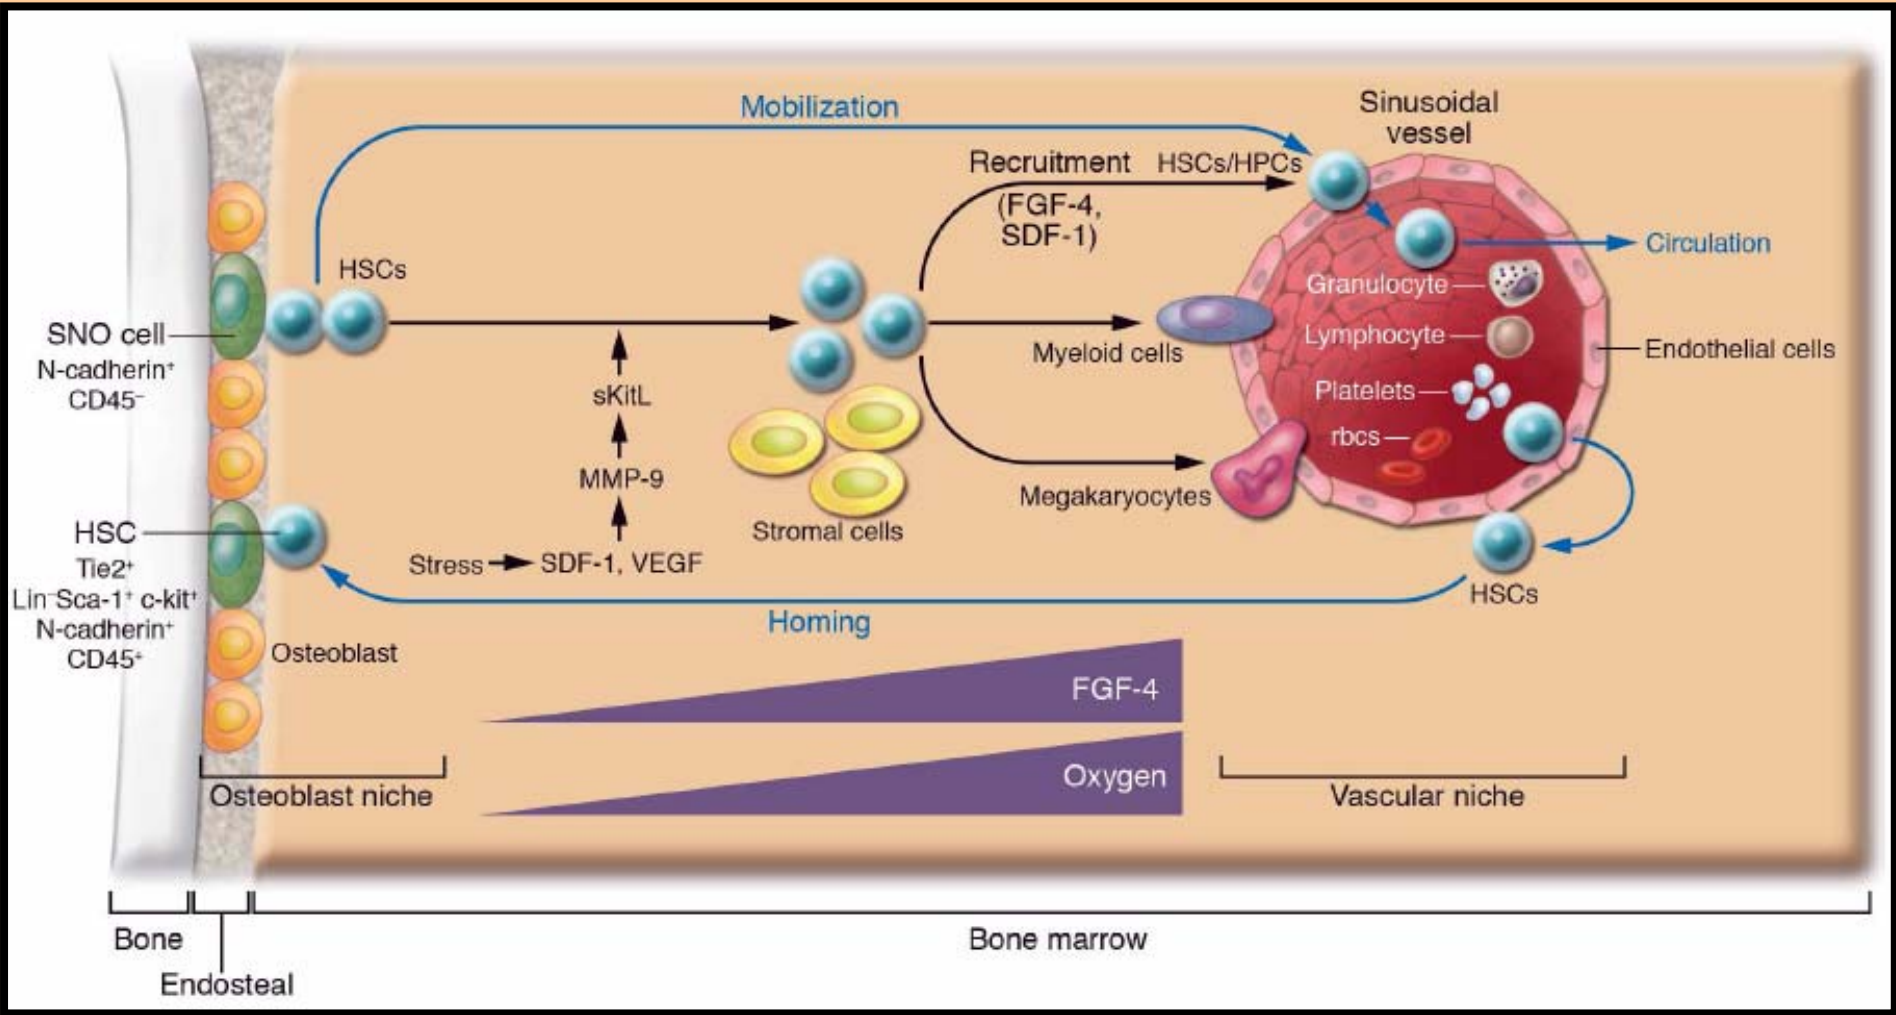 Mobilization
Sinusoidal
vessel
Recruitment
HSCs/HPCs
(FGF-4,
SDF-1)
Circulation
HSCs
Granulocyte
SNO cell
N-cadherin⁺
CD45⁻
Lymphocyte
Myeloid cells
Endothelial cells
sKitL
Platelets
rbcs
MMP-9
Megakaryocytes
Stromal cells
HSC
Tie2⁺
Lin⁻Sca-1⁺ c-kit⁺
N-cadherin⁺
CD45⁺
Stress
SDF-1, VEGF
HSCs
Homing
Osteoblast
FGF-4
Oxygen
Osteoblast niche
Vascular niche
Bone
Bone marrow
Endosteal